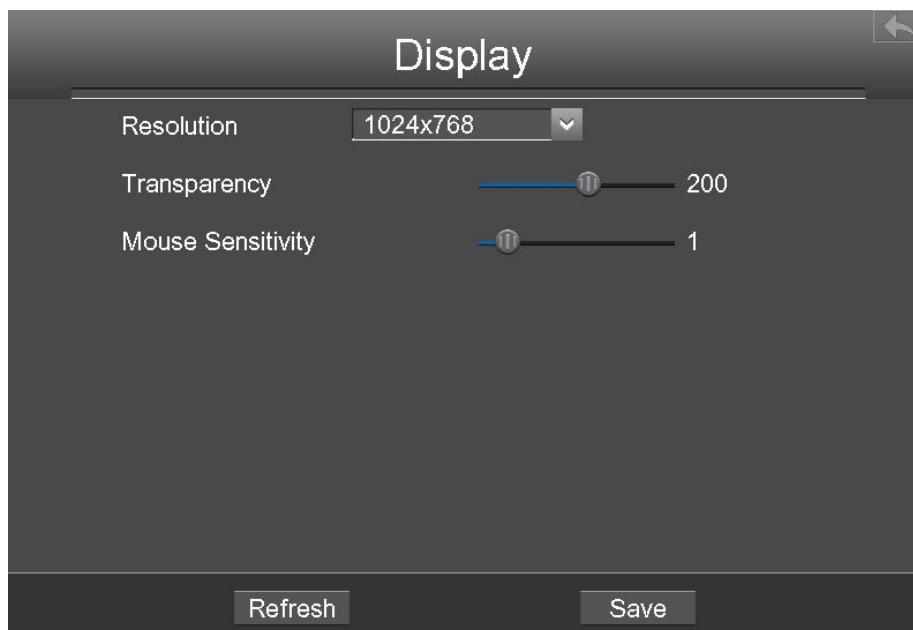 Display
Resolution 1024x768
Transparency 200
Mouse Sensitivity 1
Refresh Save